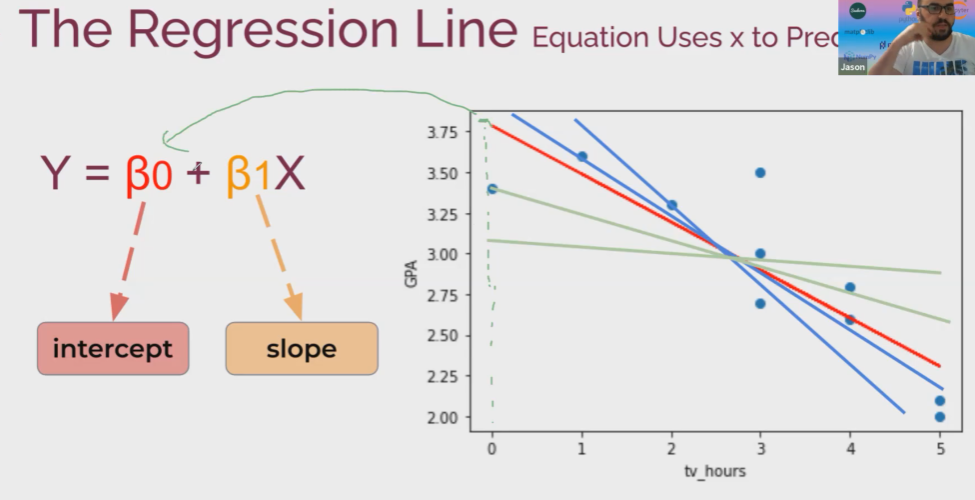 The Regression Line Equation Uses x to Pred
Jason
Y = β0 + β1X
intercept
slope
GPA
3.75
3.50
3.25
3.00
2.75
2.50
2.25
2.00
0 1 2 3 4 5
tv_hours